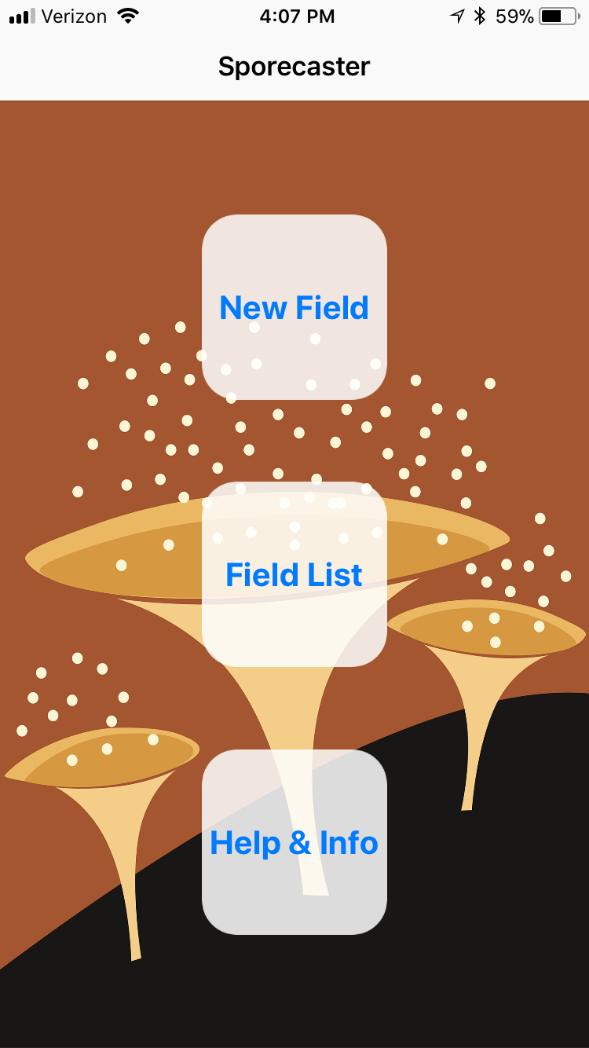 Verizon 4:07 PM 59%
Sporecaster
New Field
Field List
Help & Info